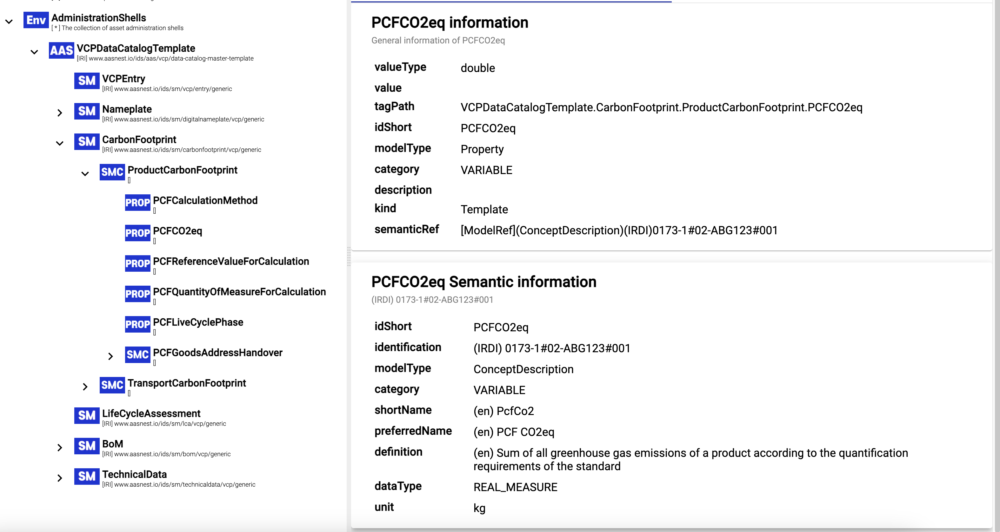 Env AdministrationShells
[ * ] The collection of asset administration shells
AAS VCPDataCatalogTemplate
[IRI] www.aasnest.io/ids/aas/vcp/data-catalog-master-template
SM VCPEntry
[IRI] www.aasnest.io/ids/sm/vcp/entry/generic
SM Nameplate
[IRI] www.aasnest.io/ids/sm/digitalnameplate/vcp/generic
SM CarbonFootprint
[IRI] www.aasnest.io/ids/sm/carbonfootprint/vcp/generic
SMC ProductCarbonFootprint
[]
PROP PCFCalculationMethod
[]
PROP PCFCO2eq
[]
PROP PCFReferenceValueForCalculation
[]
PROP PCFQuantityOfMeasureForCalculation
[]
PROP PCFLiveCyclePhase
[]
SMC PCFGoodsAddressHandover
[]
SMC TransportCarbonFootprint
[]
SM LifeCycleAssessment
[IRI] www.aasnest.io/ids/sm/lca/vcp/generic
SM BoM
[IRI] www.aasnest.io/ids/sm/bom/vcp/generic
SM TechnicalData
[IRI] www.aasnest.io/ids/sm/technicaldata/vcp/generic
PCFCO2eq information
General information of PCFCO2eq
valueType double
value
tagPath VCPDataCatalogTemplate.CarbonFootprint.ProductCarbonFootprint.PCFCO2eq
idShort PCFCO2eq
modelType Property
category VARIABLE
description
kind Template
semanticRef [ModelRef](ConceptDescription)(IRDI)0173-1#02-ABG123#001
PCFCO2eq Semantic information
(IRDI) 0173-1#02-ABG123#001
idShort PCFCO2eq
identification (IRDI) 0173-1#02-ABG123#001
modelType ConceptDescription
category VARIABLE
shortName (en) PcfCo2
preferredName (en) PCF CO2eq
definition (en) Sum of all greenhouse gas emissions of a product according to the quantification
requirements of the standard
dataType REAL_MEASURE
unit kg